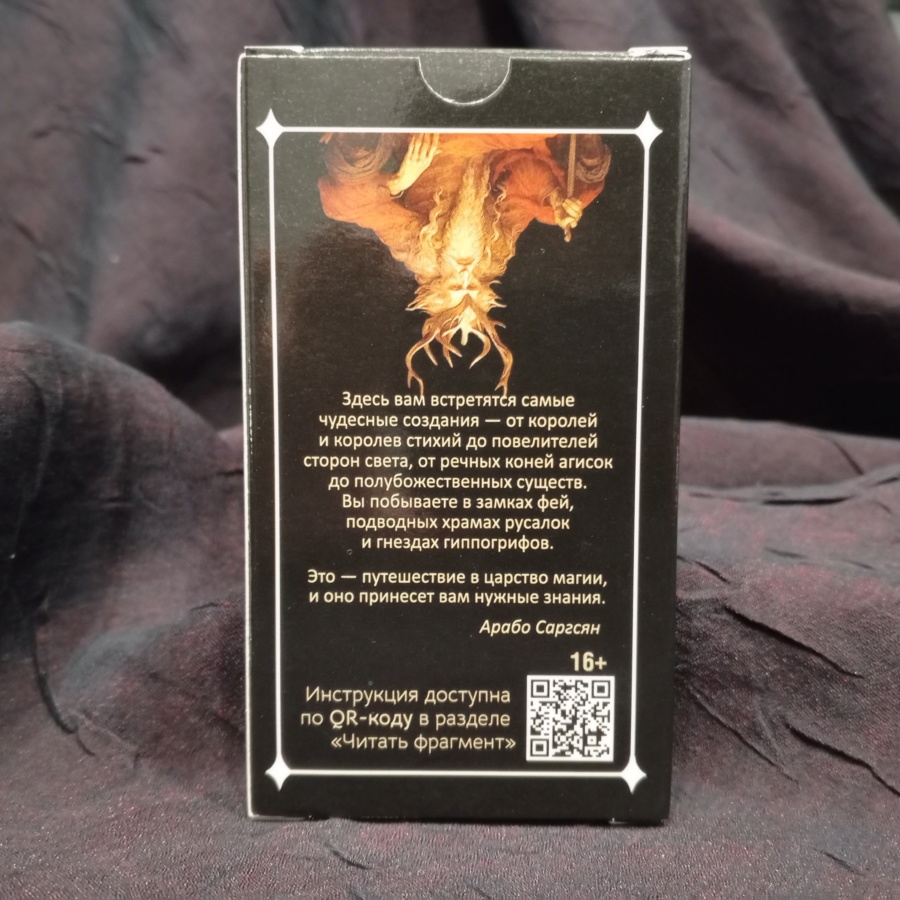 Здесь вам встретятся самые
чудесные создания — от королей
и королев стихий до повелителей
сторон света, от речных коней агисок
до полубожественных существ.
Вы побываете в замках фей,
подводных храмах русалок
и гнездах гиппогрифов.
Это — путешествие в царство магии,
и оно принесет вам нужные знания.
Арабо Саргсян
16+
Инструкция доступна
по QR-коду в разделе
«Читать фрагмент»